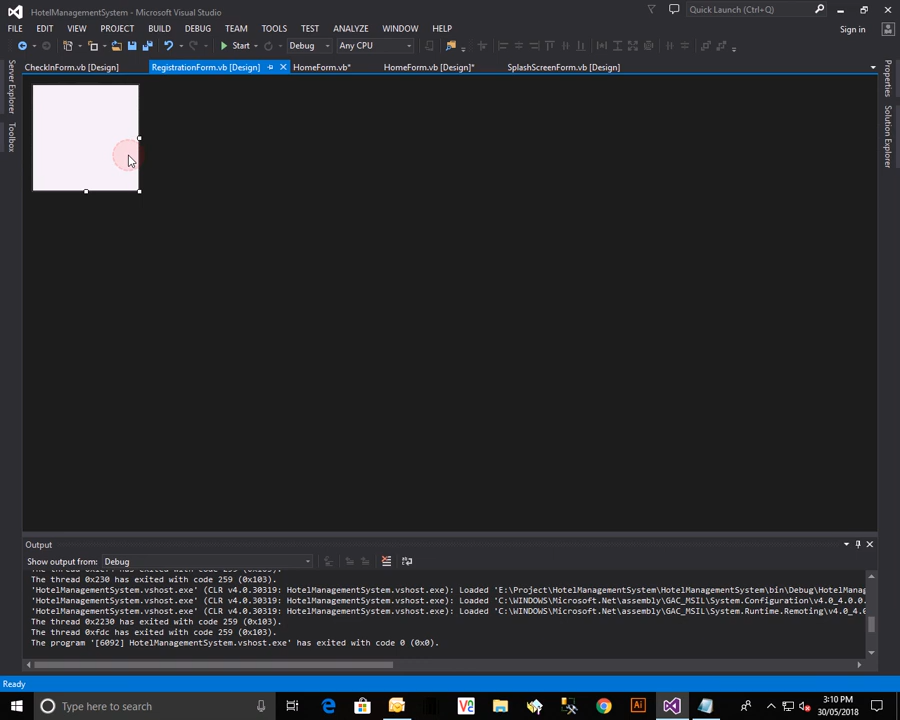 HotelManagementSystem - Microsoft Visual Studio
Quick Launch (Ctrl+Q)
FILE EDIT VIEW PROJECT BUILD DEBUG TEAM TOOLS TEST ANALYZE WINDOW HELP
Sign in
Start Debug Any CPU
CheckInForm.vb [Design] RegistrationForm.vb [Design] HomeForm.vb* HomeForm.vb [Design]* SplashScreenForm.vb [Design]
Server Explorer
Toolbox
Properties
Solution Explorer
Output
Show output from: Debug
The thread 0x230 has exited with code 259 (0x103).
'HotelManagementSystem.vshost.exe' (CLR v4.0.30319: HotelManagementSystem.vshost.exe): Loaded 'E:\Project\HotelManagementSystem\HotelManagementSystem\bin\Debug\HotelManag
'HotelManagementSystem.vshost.exe' (CLR v4.0.30319: HotelManagementSystem.vshost.exe): Loaded 'C:\WINDOWS\Microsoft.Net\assembly\GAC_MSIL\System.Configuration\v4.0_4.0.0
'HotelManagementSystem.vshost.exe' (CLR v4.0.30319: HotelManagementSystem.vshost.exe): Loaded 'C:\WINDOWS\Microsoft.Net\assembly\GAC_MSIL\System.Runtime.Remoting\v4.0_4.
The thread 0x2230 has exited with code 259 (0x103).
The thread 0xfdc has exited with code 259 (0x103).
The program '[6092] HotelManagementSystem.vshost.exe' has exited with code 0 (0x0).
Ready
Type here to search
Ai
3:10 PM
30/05/2018